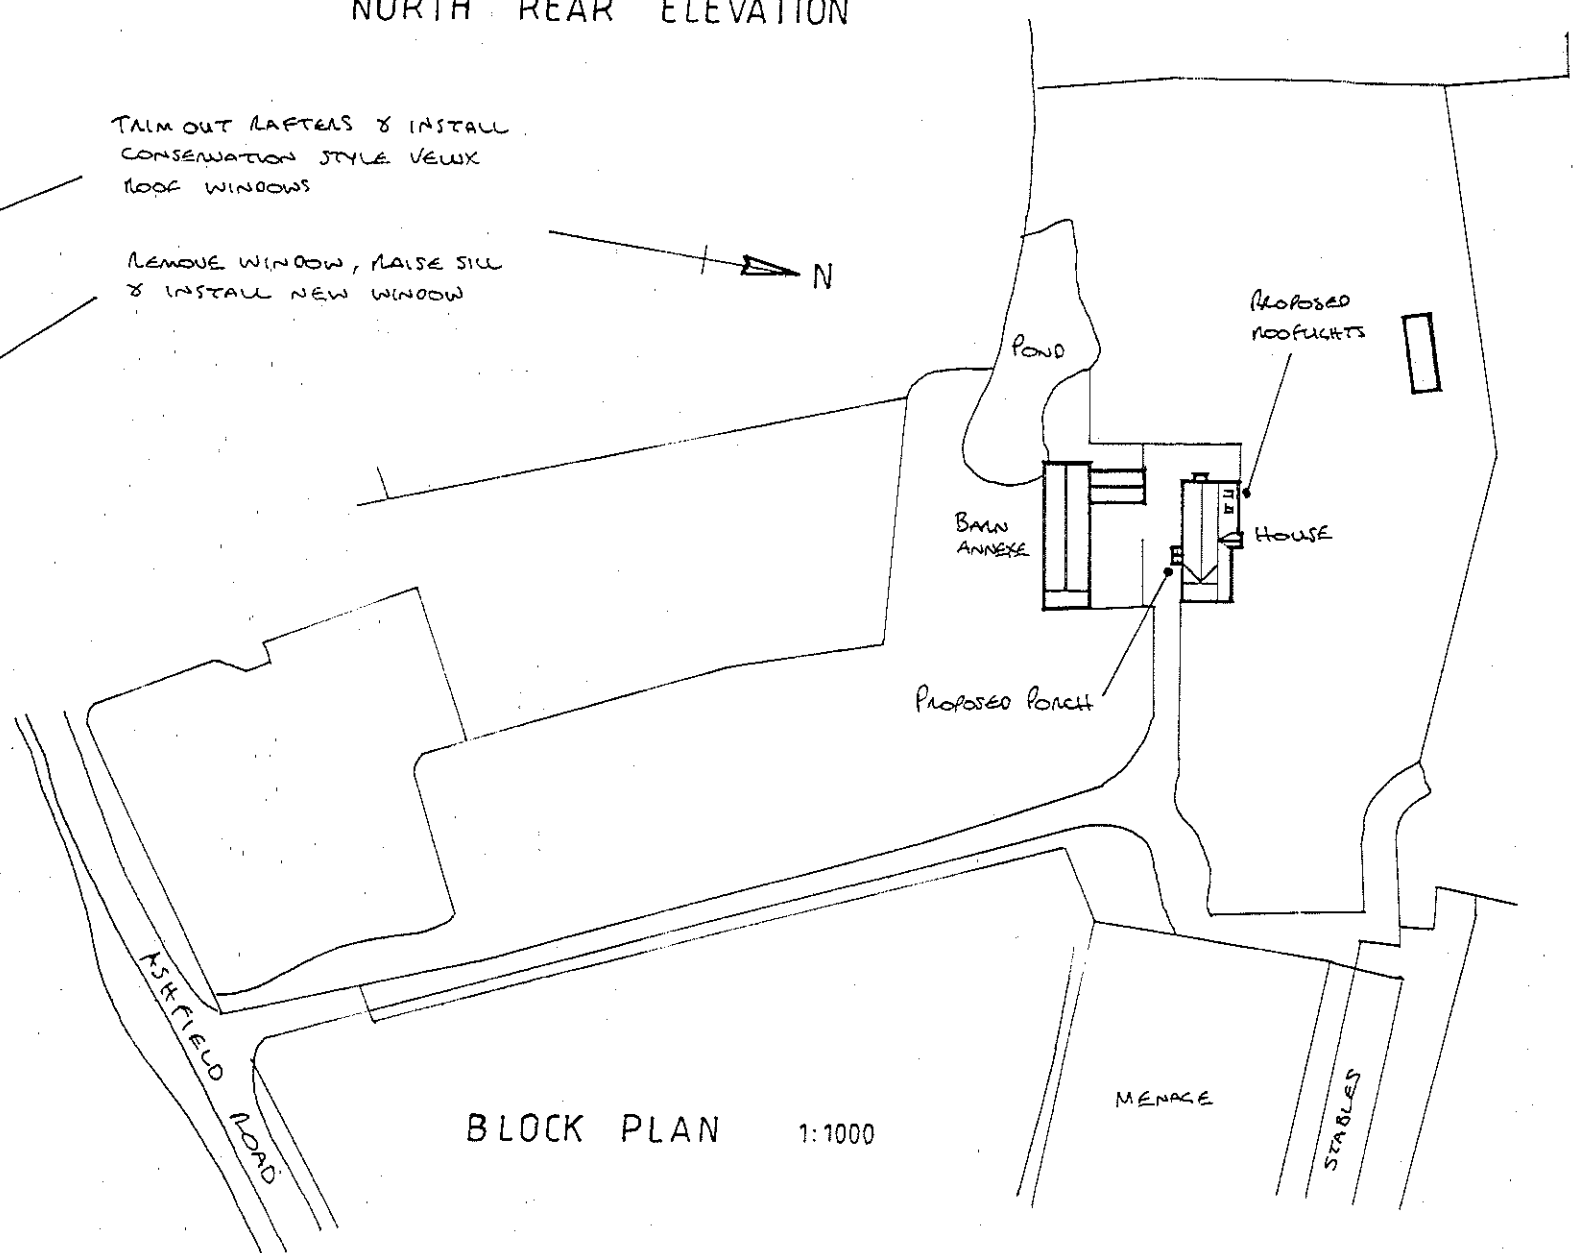 NORTH REAR ELEVATION
TRIM OUT RAFTERS & INSTALL
CONSERVATION STYLE VELUX
ROOF WINDOWS
REMOVE WINDOW, RAISE SILL
& INSTALL NEW WINDOW
N
POND
PROPOSED
ROOFLIGHTS
BARN
ANNEXE
HOUSE
PROPOSED PORCH
ASHFIELD ROAD
BLOCK PLAN 1:1000
MENAGE
STABLES